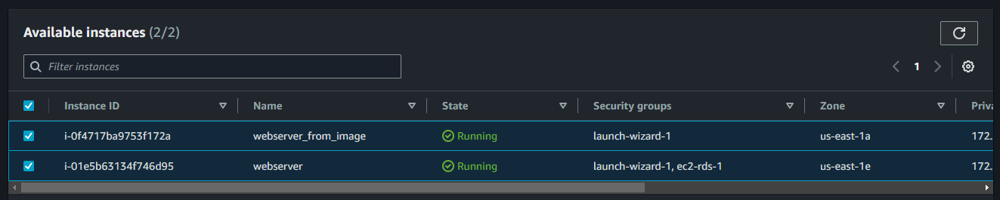 Available instances (2/2)
Filter instances
1
Instance ID Name State Security groups Zone Priva
i-0f4717ba9753f172a webserver_from_image Running launch-wizard-1 us-east-1a 172..
i-01e5b63134f746d95 webserver Running launch-wizard-1, ec2-rds-1 us-east-1e 172..